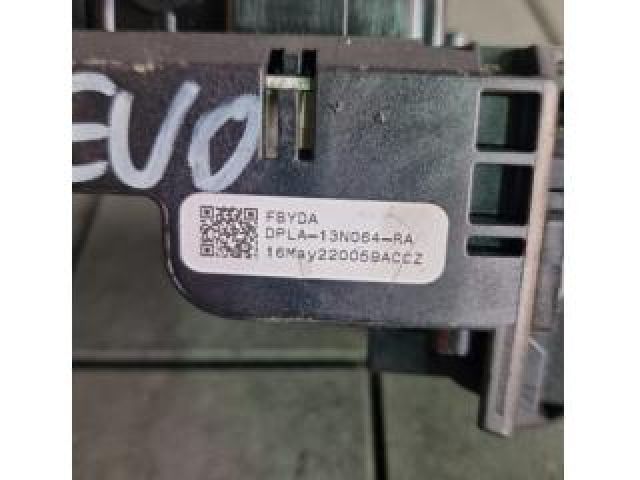 EVO
FBYDA
DPLA-13N064-RA
16May22005BACCZ